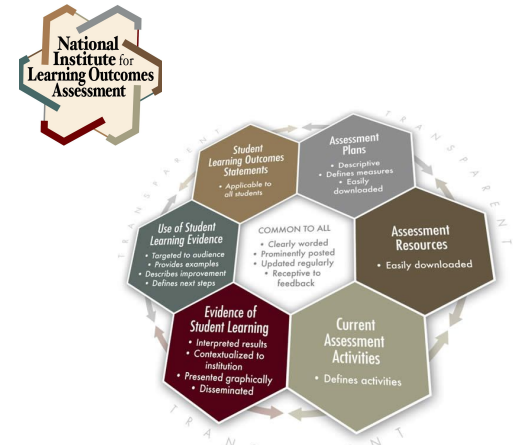 National
Institute for
Learning Outcomes
Assessment
TRANSPARENT
TRANSPARENT
Student
Learning Outcomes
Statements
• Applicable to
all students
Assessment
Plans
• Descriptive
• Defines measures
• Easily
downloaded
Use of Student
Learning Evidence
• Targeted to audience
• Provides examples
• Describes improvement
• Defines next steps
COMMON TO ALL
• Clearly worded
• Prominently posted
• Updated regularly
• Receptive to
feedback
Assessment
Resources
• Easily downloaded
Evidence of
Student Learning
• Interpreted results
• Contextualized to
institution
• Presented graphically
• Disseminated
Current
Assessment
Activities
• Defines activities